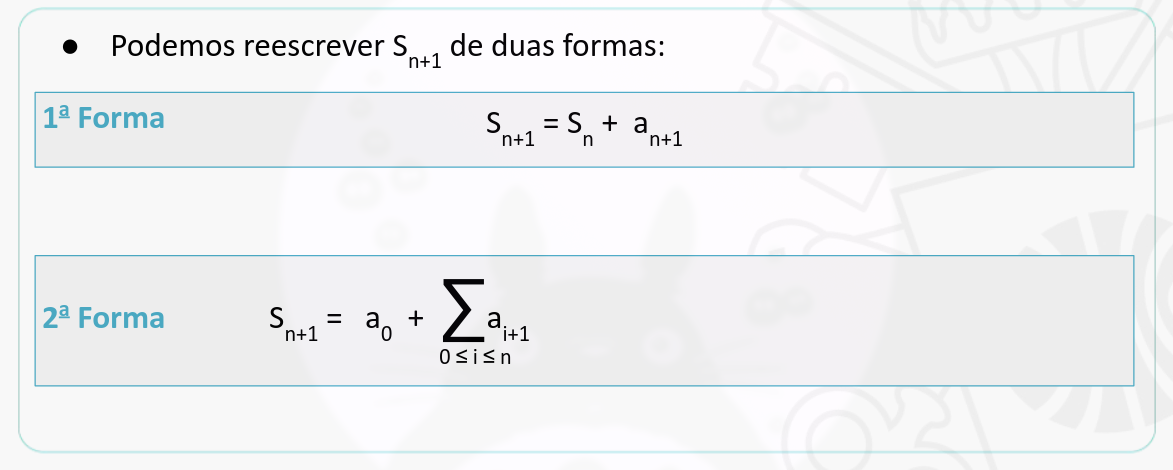 ● Podemos reescrever Sₙ₊₁ de duas formas:
1ª Forma Sₙ₊₁ = Sₙ + aₙ₊₁
2ª Forma Sₙ₊₁ = a₀ + ∑aᵢ₊₁
0 ≤ i ≤ n